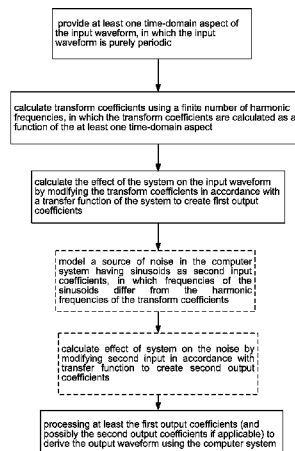 provide at least one time-domain aspect of
the input waveform, in which the input
waveform is purely periodic
calculate transform coefficients using a finite number of harmonic
frequencies, in which the transform coefficients are calculated as a
function of the at least one time-domain aspect
calculate the effect of the system on the input waveform
by modifying the transform coefficients in accordance with
a transfer function of the system to create first output
coefficients
model a source of noise in the computer
system having sinusoids as second input
coefficients, in which frequencies of the
sinusoids differ from the harmonic
frequencies of the transform coefficients
calculate effect of system on the noise by
modifying second input in accordance with
transfer function to create second output
coefficients
processing at least the first output coefficients (and
possibly the second output coefficients if applicable) to
derive the output waveform using the computer system